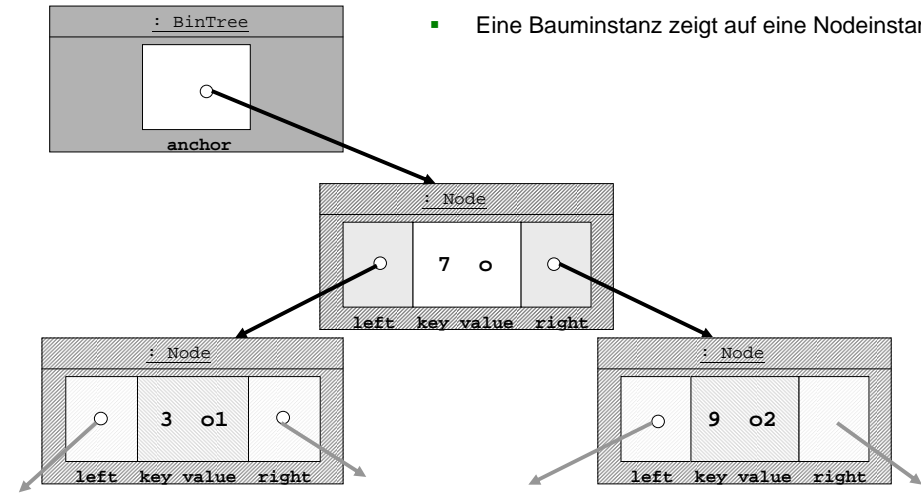 : BinTree
Eine Bauminstanz zeigt auf eine
anchor
: Node
7 o
left key value right
: Node
3 o1
left key value right
: Node
9 o2
left key value right